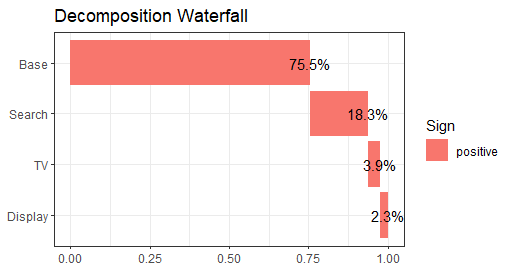 Decomposition Waterfall
Base
75.5%
Search
18.3%
TV
3.9%
Display
2.3%
0.00 0.25 0.50 0.75 1.00
Sign
positive